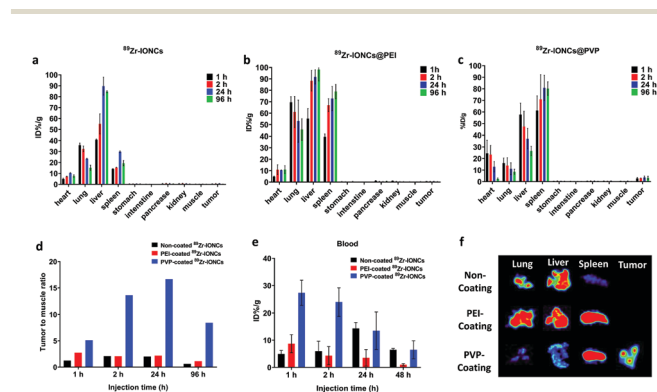 a
⁸⁹Zr-IONCs
ID%/g
100
90
80
70
60
50
40
30
20
10
0
1 h
2 h
24 h
96 h
heart
lung
liver
spleen
stomach
intenstine
pancrease
kidney
muscle
tumor
b
⁸⁹Zr-IONCs@PEI
ID%/g
100
90
80
70
60
50
40
30
20
10
0
1 h
2 h
24 h
96 h
heart
lung
liver
spleen
stomach
intenstine
pancrease
kidney
muscle
tumor
c
⁸⁹Zr-IONCs@PVP
%ID/g
100
90
80
70
60
50
40
30
20
10
0
1 h
2 h
24 h
96 h
heart
lung
liver
spleen
stomach
intenstine
pancrease
kidney
muscle
tumor
d
Non-coated ⁸⁹Zr-IONCs
PEI-coated ⁸⁹Zr-IONCs
PVP-coated ⁸⁹Zr-IONCs
Tumor to muscle ratio
20
15
10
5
0
1 h 2 h 24 h 96 h
Injection time (h)
e
Blood
Non-coated ⁸⁹Zr-IONCs
PEI-coated ⁸⁹Zr-IONCs
PVP-coated ⁸⁹Zr-IONCs
ID%/g
40
30
20
10
0
1 h 2 h 24 h 48 h
Injection time (h)
f
Lung Liver Spleen Tumor
Non-
Coating
PEI-
Coating
PVP-
Coating